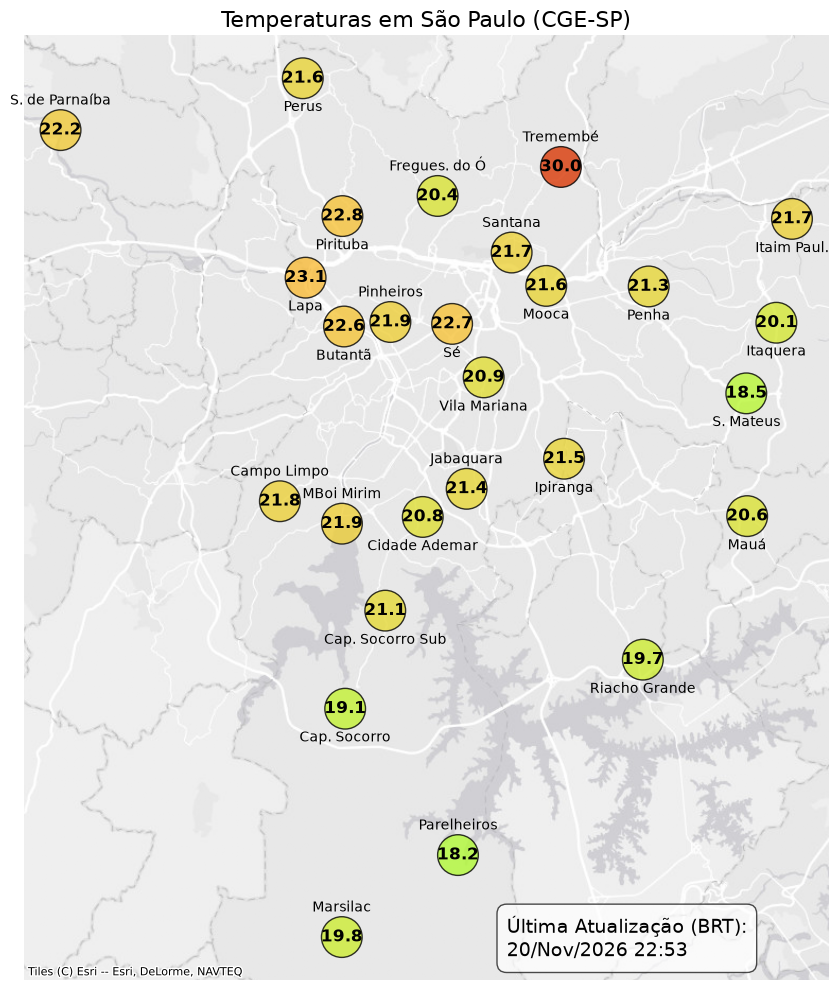 Temperaturas em São Paulo (CGE-SP)
21.6
Perus
S. de Parnaíba
22.2
Tremembé
30.0
Fregues. do Ó
20.4
22.8
Pirituba
21.7
Itaim Paul.
Santana
21.7
23.1
Lapa
21.6
Mooca
21.3
Penha
Pinheiros
21.9
22.6
Butantã
22.7
Sé
20.1
Itaquera
20.9
Vila Mariana
18.5
S. Mateus
Jabaquara
21.4
21.5
Ipiranga
Campo Limpo
21.8
MBoi Mirim
21.9
20.8
Cidade Ademar
20.6
Mauá
21.1
Cap. Socorro Sub
19.7
Riacho Grande
19.1
Cap. Socorro
Parelheiros
18.2
Marsilac
19.8
Última Atualização (BRT):
20/Nov/2026 22:53
Tiles (C) Esri -- Esri, DeLorme, NAVTEQ